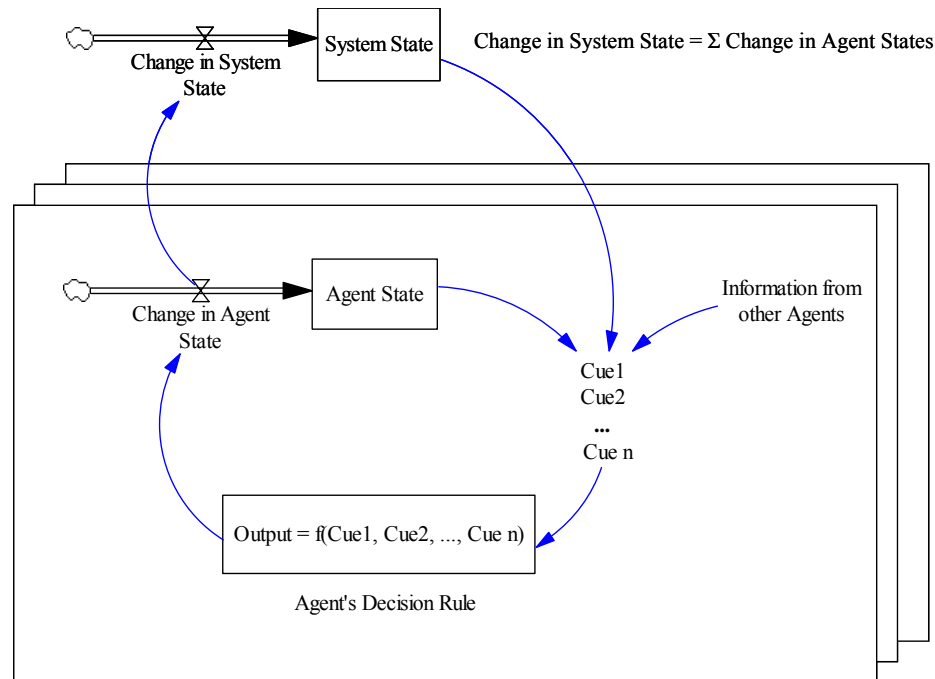 System State
Change in System State = Σ Change in Agent States
Change in System
State
Agent State
Change in Agent
State
Information from
other Agents
Cue1
Cue2
...
Cue n
Output = f(Cue1, Cue2, ..., Cue n)
Agent's Decision Rule